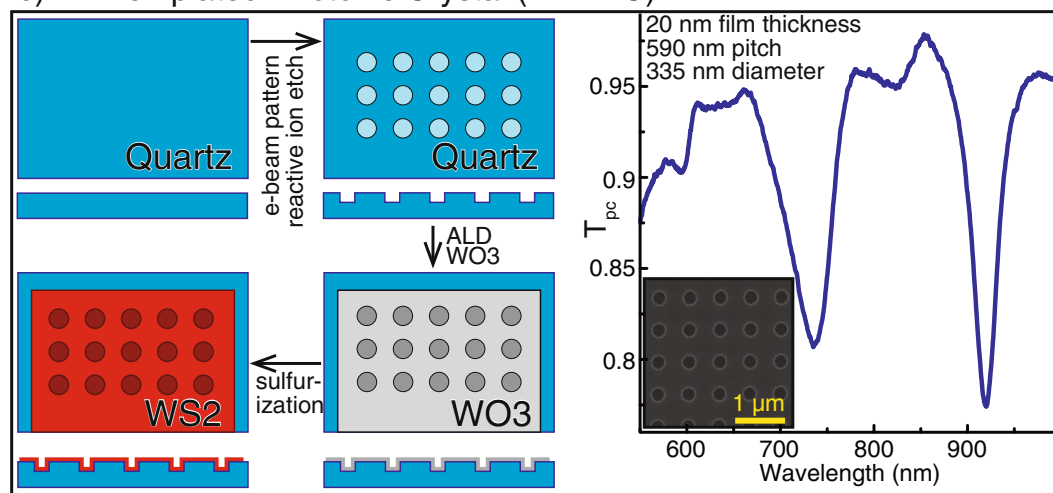 Quartz
e-beam pattern
reactive ion etch
Quartz
ALD
WO3
WS2
sulfur-
ization
WO3
20 nm film thickness
590 nm pitch
335 nm diameter
0.95
0.9
0.85
0.8
Tpc
1 µm
600
700
800
900
Wavelength (nm)